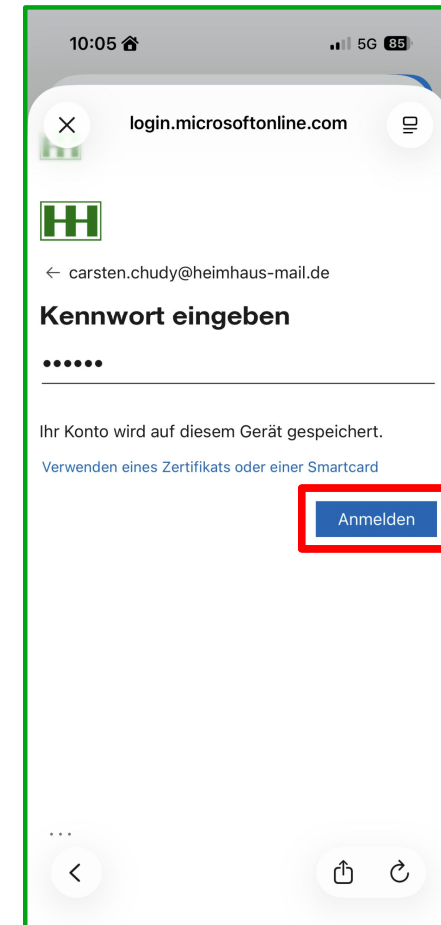 10:05
5G 85
login.microsoftonline.com
HH
carsten.chudy@heimhaus-mail.de
Kennwort eingeben
••••••
Ihr Konto wird auf diesem Gerät gespeichert.
Verwenden eines Zertifikats oder einer Smartcard
Anmelden
...